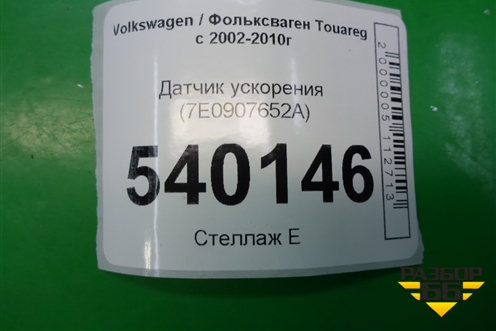 Volkswagen / Фольксваген Touareg
с 2002-2010г
Датчик ускорения
(7E0907652A)
540146
Стеллаж Е
2000005112713
РАЗБОР
66